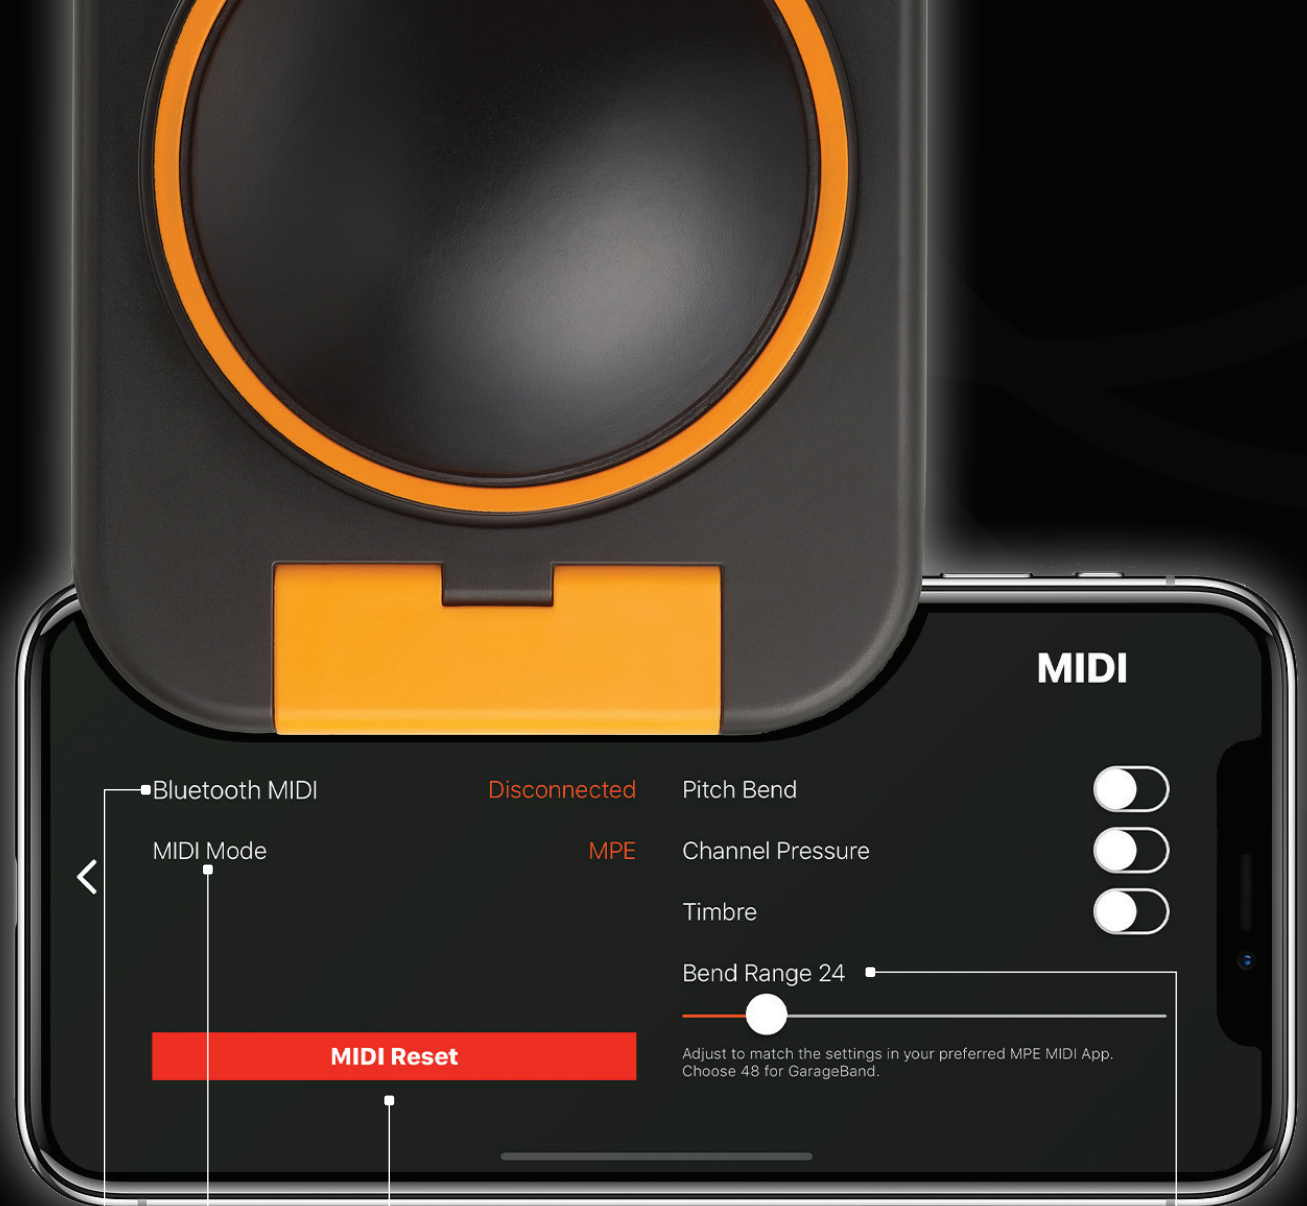 MIDI
Bluetooth MIDI Disconnected
MIDI Mode MPE
MIDI Reset
Pitch Bend
Channel Pressure
Timbre
Bend Range 24
Adjust to match the settings in your preferred MPE MIDI App.
Choose 48 for GarageBand.